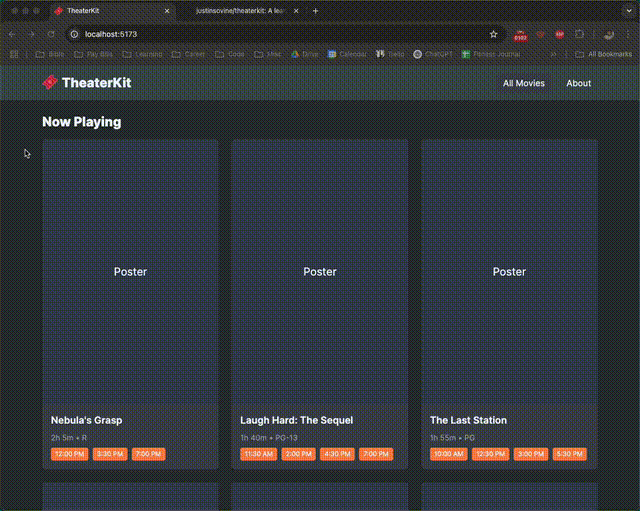 TheaterKit
justinsovine/theaterkit: A lea
localhost:5173
Bible
Pay Bills
Learning
Career
Code
Misc
Drive
Calendar
Trello
ChatGPT
Fitness Journal
All Bookmarks
TheaterKit
All Movies
About
Now Playing
Poster
Poster
Poster
Nebula's Grasp
2h 5m • R
12:00 PM 3:30 PM 7:00 PM
Laugh Hard: The Sequel
1h 40m • PG-13
11:30 AM 2:00 PM 4:30 PM 7:00 PM
The Last Station
1h 55m • PG
10:00 AM 12:30 PM 3:00 PM 5:30 PM